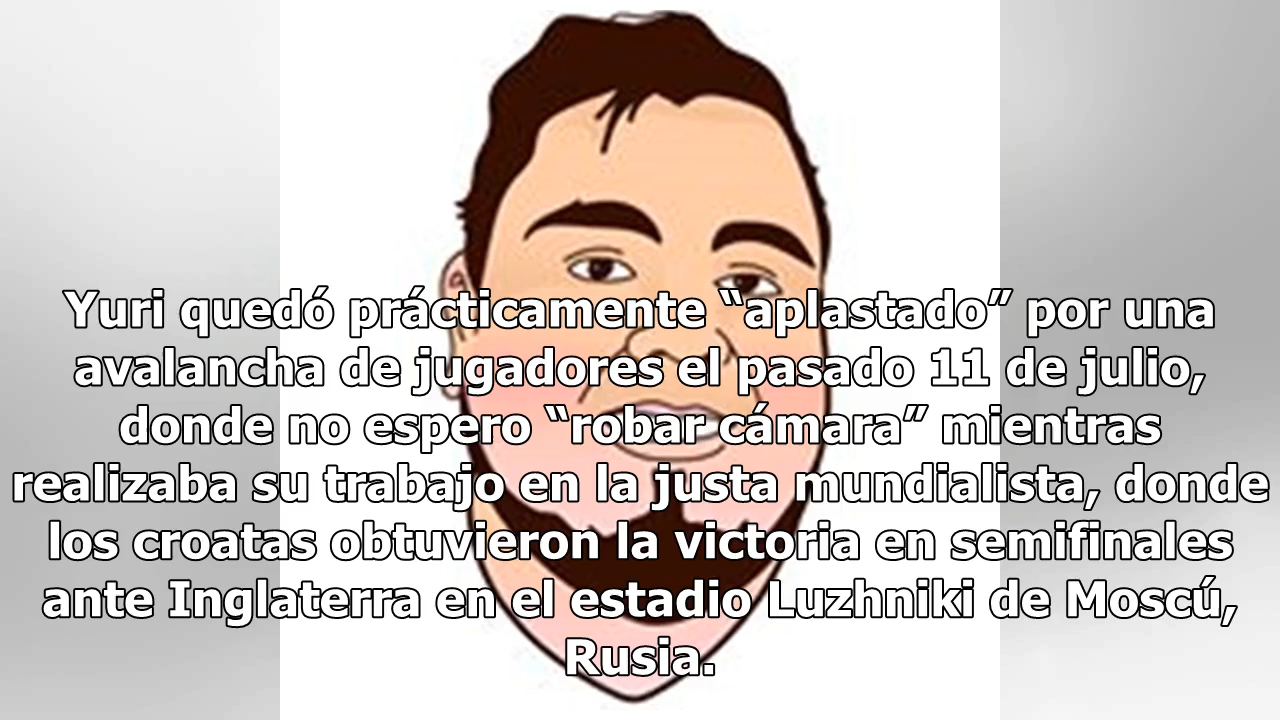 Yuri quedó prácticamente “aplastado” por una
avalancha de jugadores el pasado 11 de julio,
donde no espero “robar cámara” mientras
realizaba su trabajo en la justa mundialista, donde
los croatas obtuvieron la victoria en semifinales
ante Inglaterra en el estadio Luzhniki de Moscú,
Rusia.